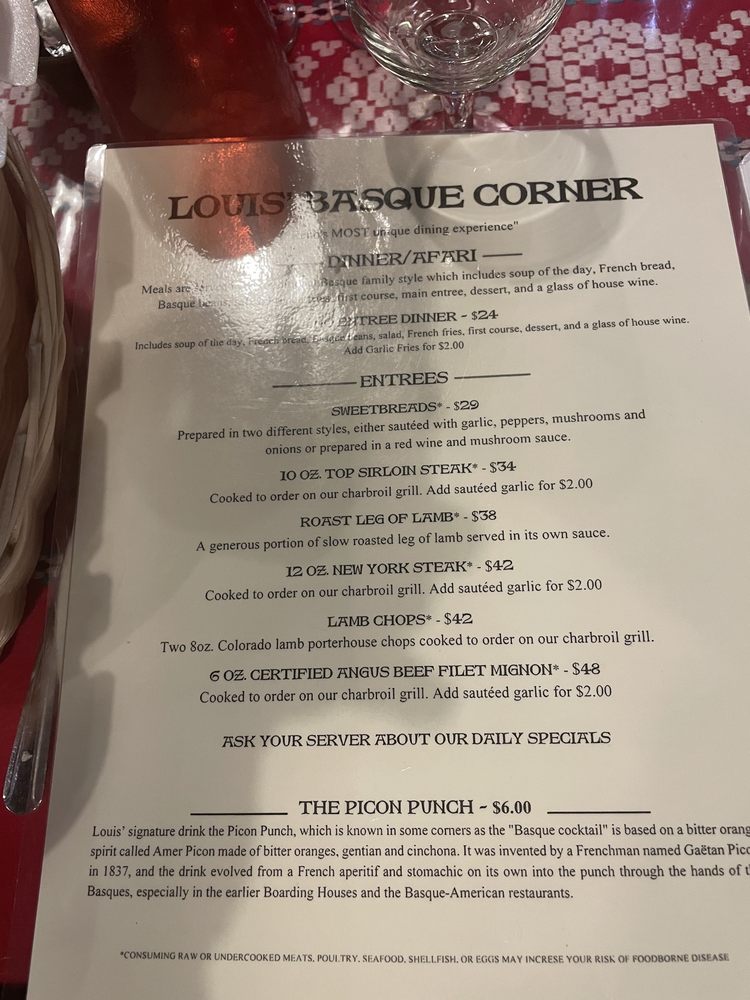 LOUIS' BASQUE CORNER
MOST unique dining experience"
DINNER/AFARI
Meals are Basque family style which includes soup of the day, French bread,
Basque beans, first course, main entree, dessert, and a glass of house wine.
ENTREE DINNER ~ $24
Includes soup of the day, French bread, Basque beans, salad, French fries, first course, dessert, and a glass of house wine.
Add Garlic Fries for $2.00
ENTREES
SWEETBREADS* - $29
Prepared in two different styles, either sautéed with garlic, peppers, mushrooms and
onions or prepared in a red wine and mushroom sauce.
10 OZ. TOP SIRLOIN STEAK* - $34
Cooked to order on our charbroil grill. Add sautéed garlic for $2.00
ROAST LEG OF LAMB* - $38
A generous portion of slow roasted leg of lamb served in its own sauce.
12 OZ. NEW YORK STEAK* - $42
Cooked to order on our charbroil grill. Add sautéed garlic for $2.00
LAMB CHOPS* - $42
Two 8oz. Colorado lamb porterhouse chops cooked to order on our charbroil grill.
6 OZ. CERTIFIED ANGUS BEEF FILET MIGNON* - $48
Cooked to order on our charbroil grill. Add sautéed garlic for $2.00
ASK YOUR SERVER ABOUT OUR DAILY SPECIALS
THE PICON PUNCH ~ $6.00
Louis' signature drink the Picon Punch, which is known in some corners as the "Basque cocktail" is based on a bitter orang
spirit called Amer Picon made of bitter oranges, gentian and cinchona. It was invented by a Frenchman named Gaëtan Pico
in 1837, and the drink evolved from a French aperitif and stomachic on its own into the punch through the hands of t
Basques, especially in the earlier Boarding Houses and the Basque-American restaurants.
*CONSUMING RAW OR UNDERCOOKED MEATS, POULTRY, SEAFOOD, SHELLFISH, OR EGGS MAY INCRESE YOUR RISK OF FOODBORNE DISEASE